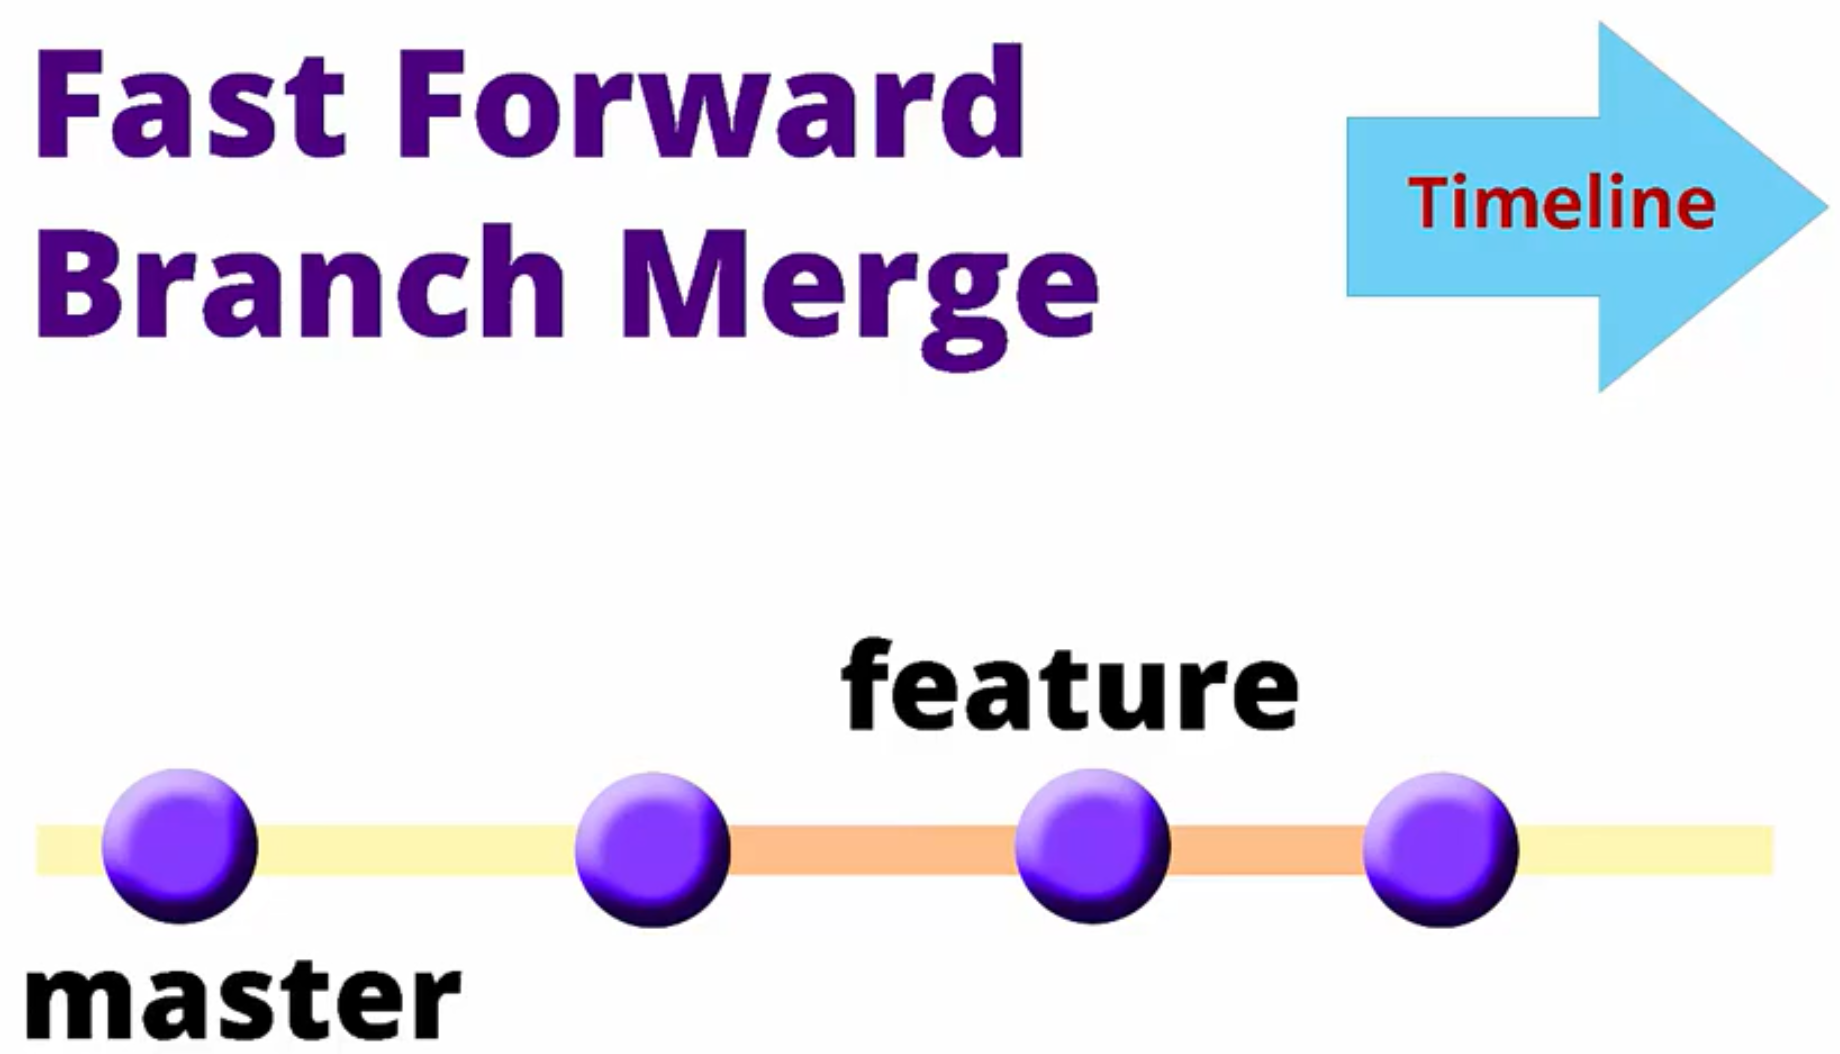 Fast Forward
Branch Merge
Timeline
feature
master